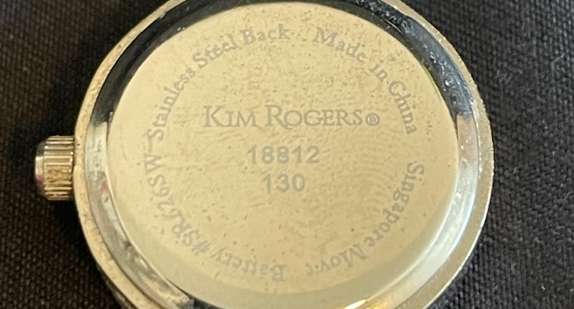 Stainless Steel Back
Made in China
KIM ROGERS®
18812
130
Singapore Mov't
Battery #SR626SW